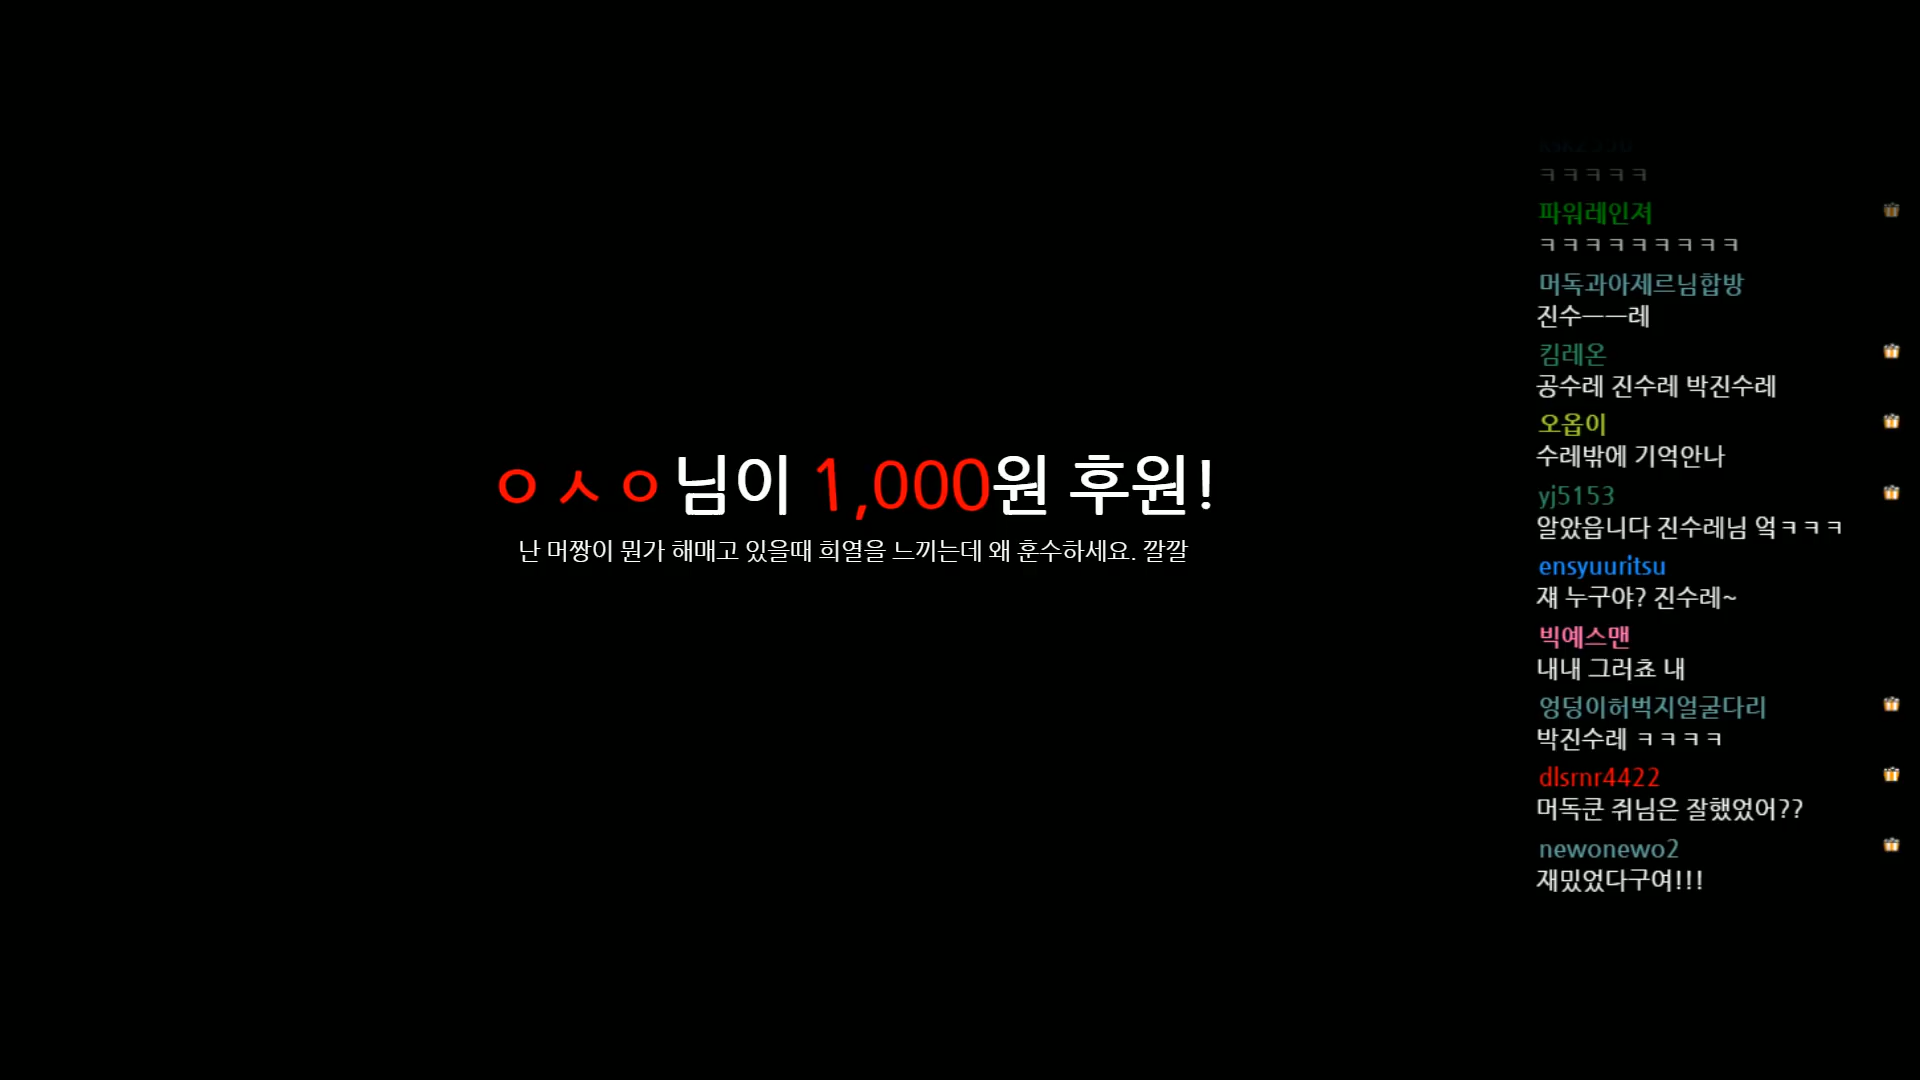 ㅇㅅㅇ님이 1,000원 후원!
난 머짱이 뭔가 해매고 있을때 희열을 느끼는데 왜 훈수하세요. 깔깔
ㅋㅋㅋㅋㅋ
파워레인져
ㅋㅋㅋㅋㅋㅋㅋㅋㅋ
머독과아제르님합방
진수ㅡㅡ레
킴레온
공수레 진수레 박진수레
오옵이
수레밖에 기억안나
yj5153
알았읍니다 진수레님 엌ㅋㅋㅋ
ensyuuritsu
쟤 누구야? 진수레~
빅예스맨
내내 그러쵸 내
엉덩이허벅지얼굴다리
박진수레 ㅋㅋㅋㅋ
dlsrnr4422
머독쿤 쥐님은 잘했었어??
newonewo2
재밌었다구여!!!